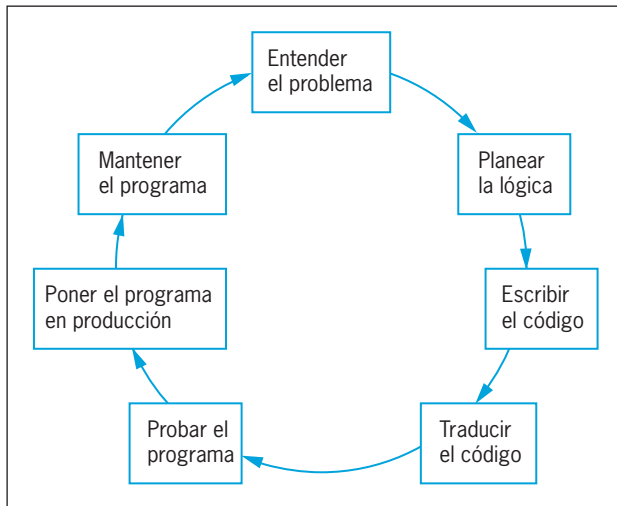 Entender
el problema
Planear
la lógica
Escribir
el código
Traducir
el código
Probar el
programa
Poner el programa
en producción
Mantener
el programa